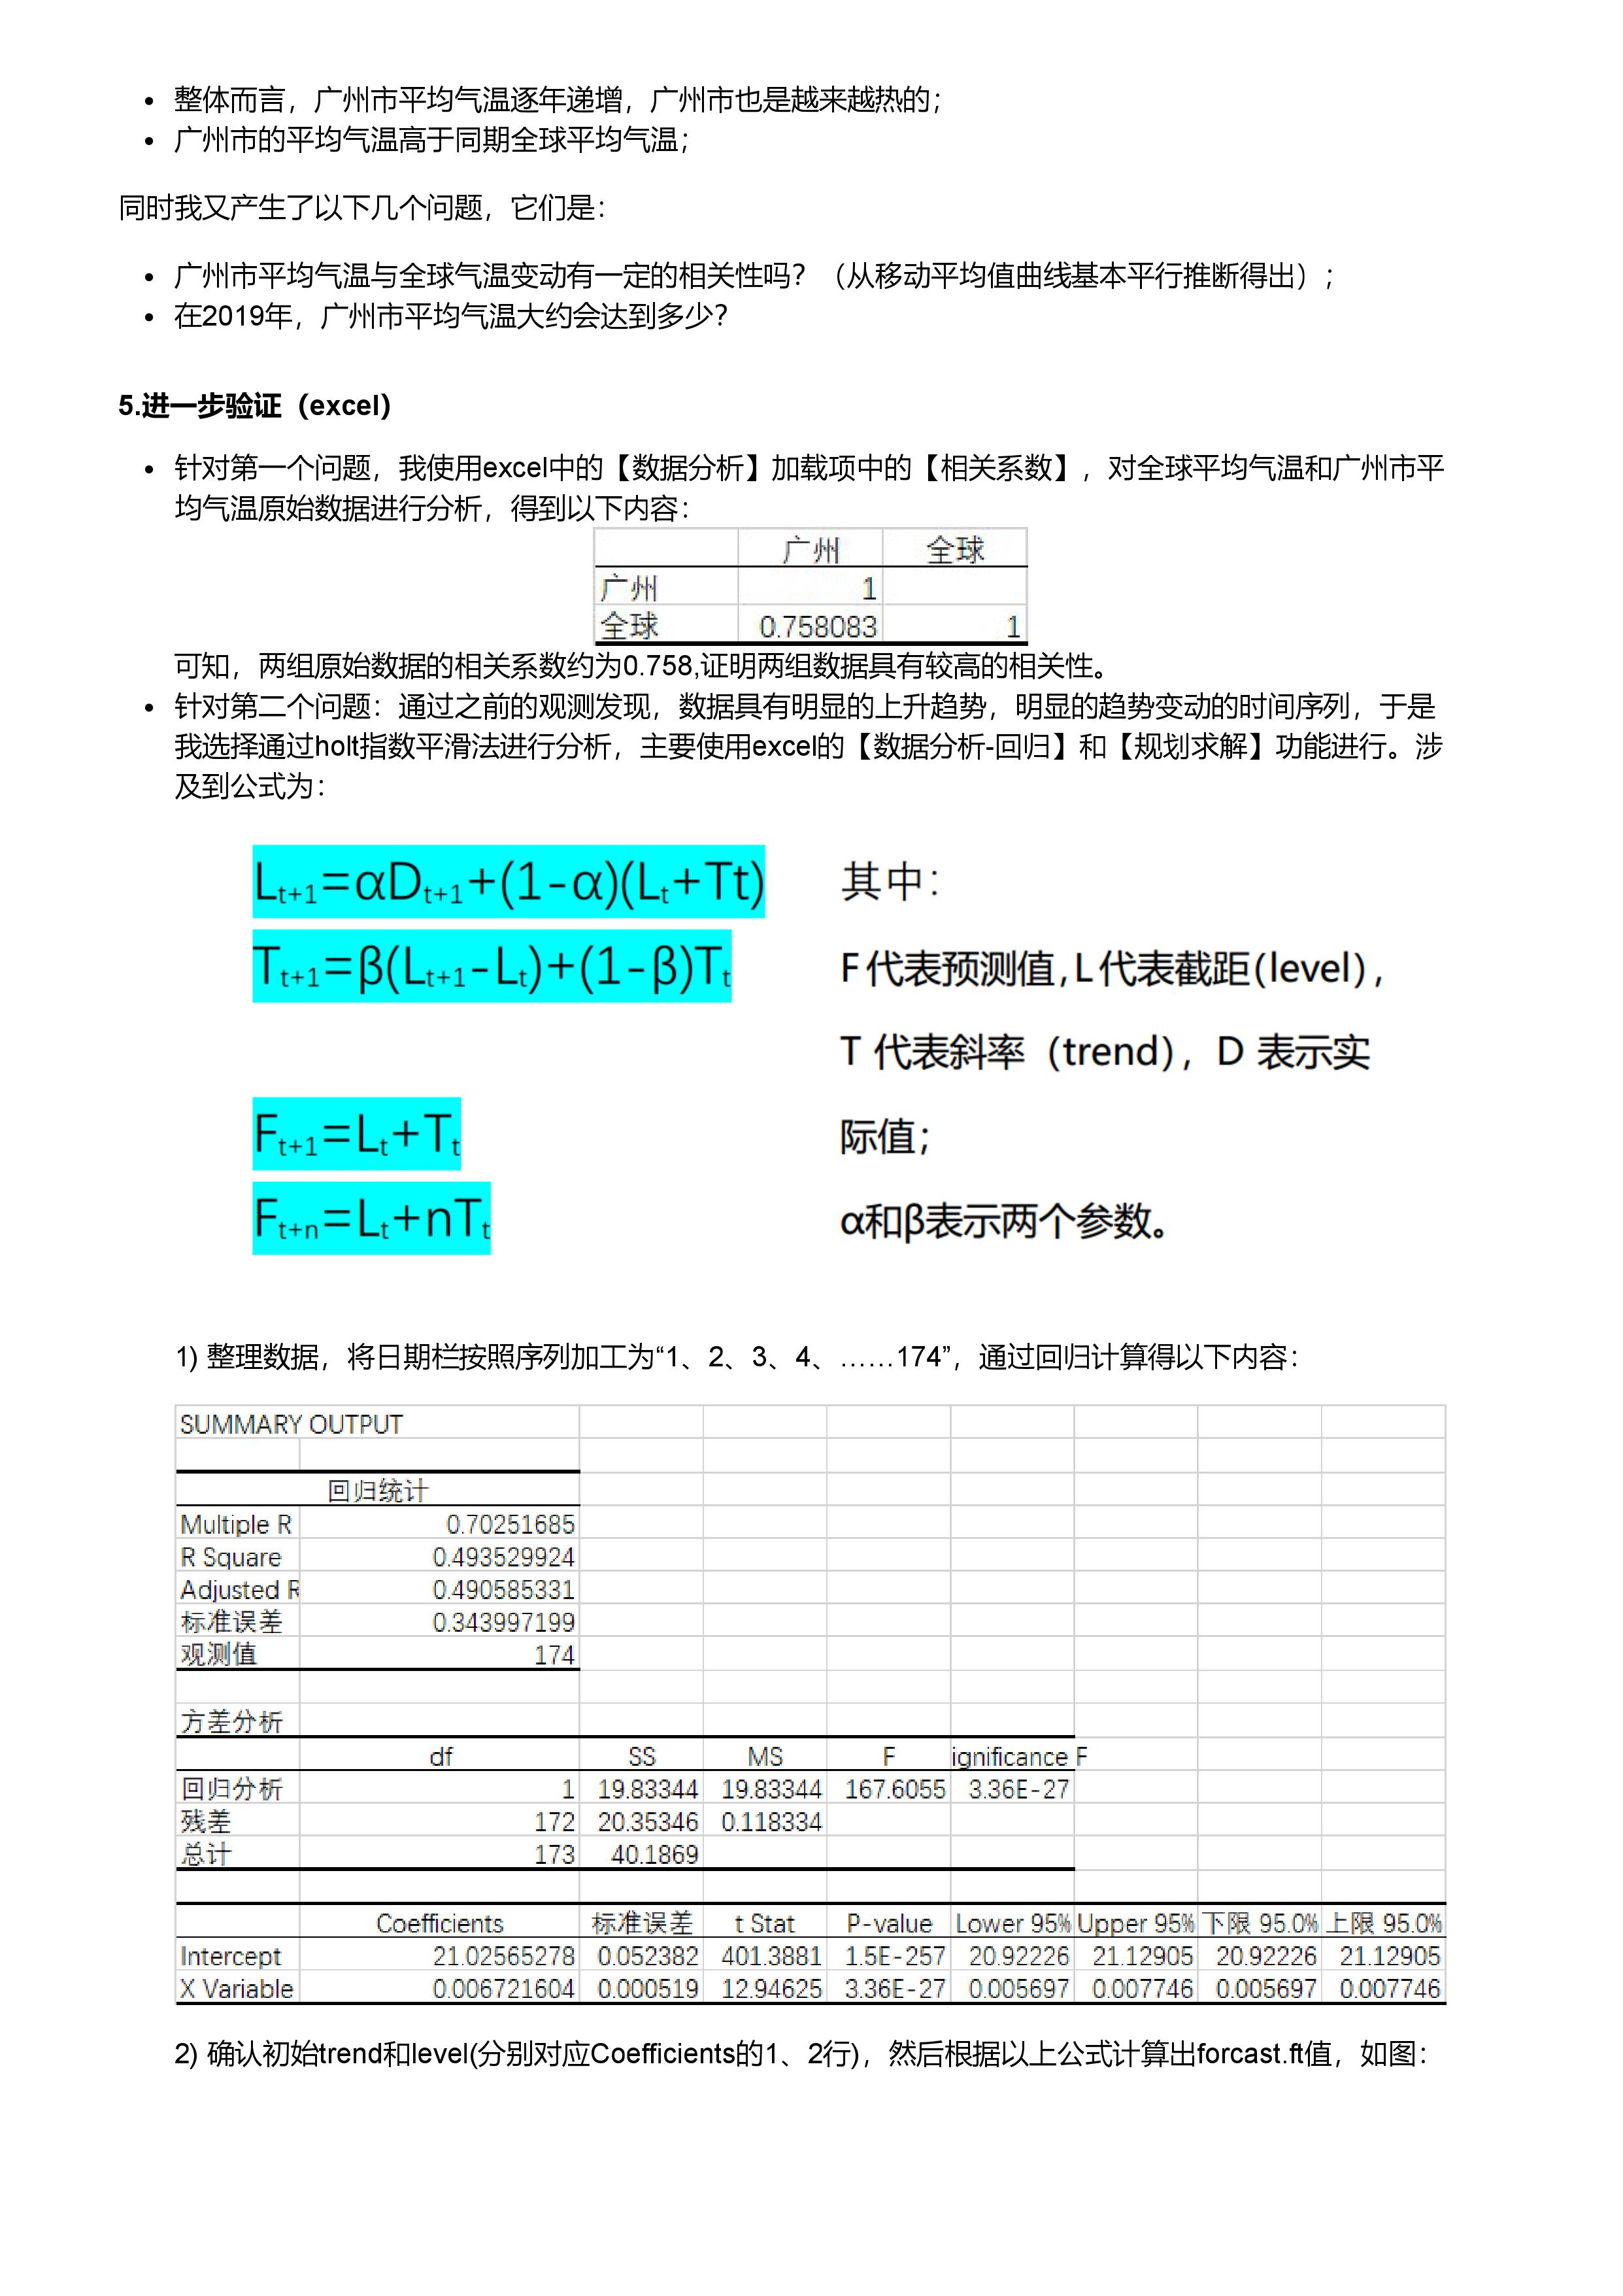 整体而言，广州市平均气温逐年递增，广州市也是越来越热的；
广州市的平均气温高于同期全球平均气温；
同时我又产生了以下几个问题，它们是：
广州市平均气温与全球气温变动有一定的相关性吗？（从移动平均值曲线基本平行推断得出）；
在2019年，广州市平均气温大约会达到多少？
5.进一步验证（excel）
针对第一个问题，我使用excel中的【数据分析】加载项中的【相关系数】，对全球平均气温和广州市平
均气温原始数据进行分析，得到以下内容：
广州 全球
广州 1
全球 0.758083 1
可知，两组原始数据的相关系数约为0.758,证明两组数据具有较高的相关性。
针对第二个问题：通过之前的观测发现，数据具有明显的上升趋势，明显的趋势变动的时间序列，于是
我选择通过holt指数平滑法进行分析，主要使用excel的【数据分析-回归】和【规划求解】功能进行。涉
及到公式为：
Lt+1=αDt+1+(1-α)(Lt+Tt)
Tt+1=β(Lt+1-Lt)+(1-β)Tt
Ft+1=Lt+Tt
Ft+n=Lt+nTt
其中：
F代表预测值，L代表截距(level)，
T 代表斜率（trend），D 表示实
际值；
α和β表示两个参数。
1) 整理数据，将日期栏按照序列加工为“1、2、3、4、……174”，通过回归计算得以下内容：
SUMMARY OUTPUT
回归统计
Multiple R 0.70251685
R Square 0.493529924
Adjusted R 0.490585331
标准误差 0.343997199
观测值 174
方差分析
df SS MS F ignificance F
回归分析 1 19.83344 19.83344 167.6055 3.36E-27
残差 172 20.35346 0.118334
总计 173 40.1869
Coefficients 标准误差 t Stat P-value Lower 95% Upper 95% 下限 95.0% 上限 95.0%
Intercept 21.02565278 0.052382 401.3881 1.5E-257 20.92226 21.12905 20.92226 21.12905
X Variable 0.006721604 0.000519 12.94625 3.36E-27 0.005697 0.007746 0.005697 0.007746
2) 确认初始trend和level(分别对应Coefficients的1、2行)，然后根据以上公式计算出forcast.ft值，如图：